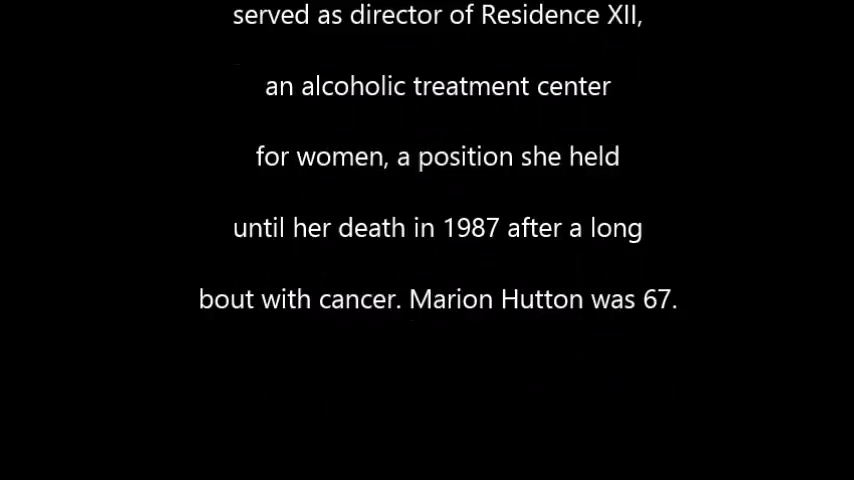 served as director of Residence XII,
an alcoholic treatment center
for women, a position she held
until her death in 1987 after a long
bout with cancer. Marion Hutton was 67.